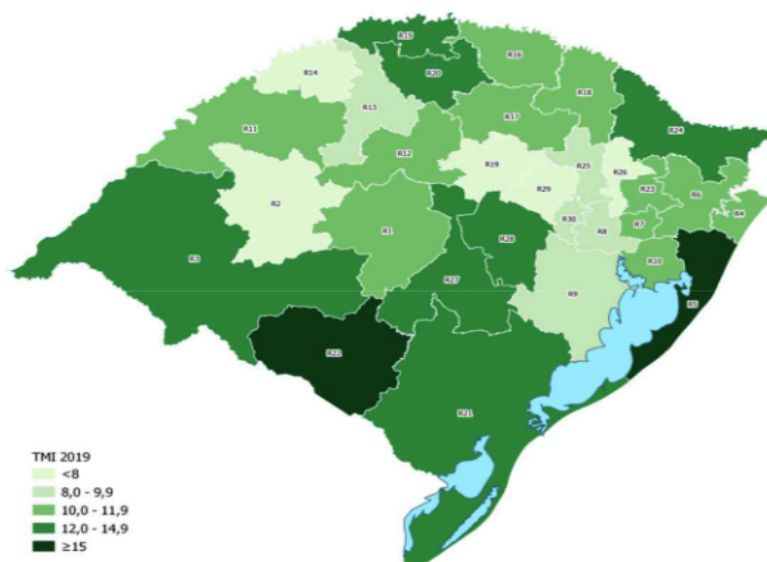 R15
R16
R14
R20
R18
R13
R17
R11
R24
R12
R19
R25
R26
R29
R23
R6
R2
R30
R4
R1
R8
R7
R28
R3
R10
R27
R9
R5
R22
R21
TMI 2019
<8
8,0 - 9,9
10,0 - 11,9
12,0 - 14,9
≥15